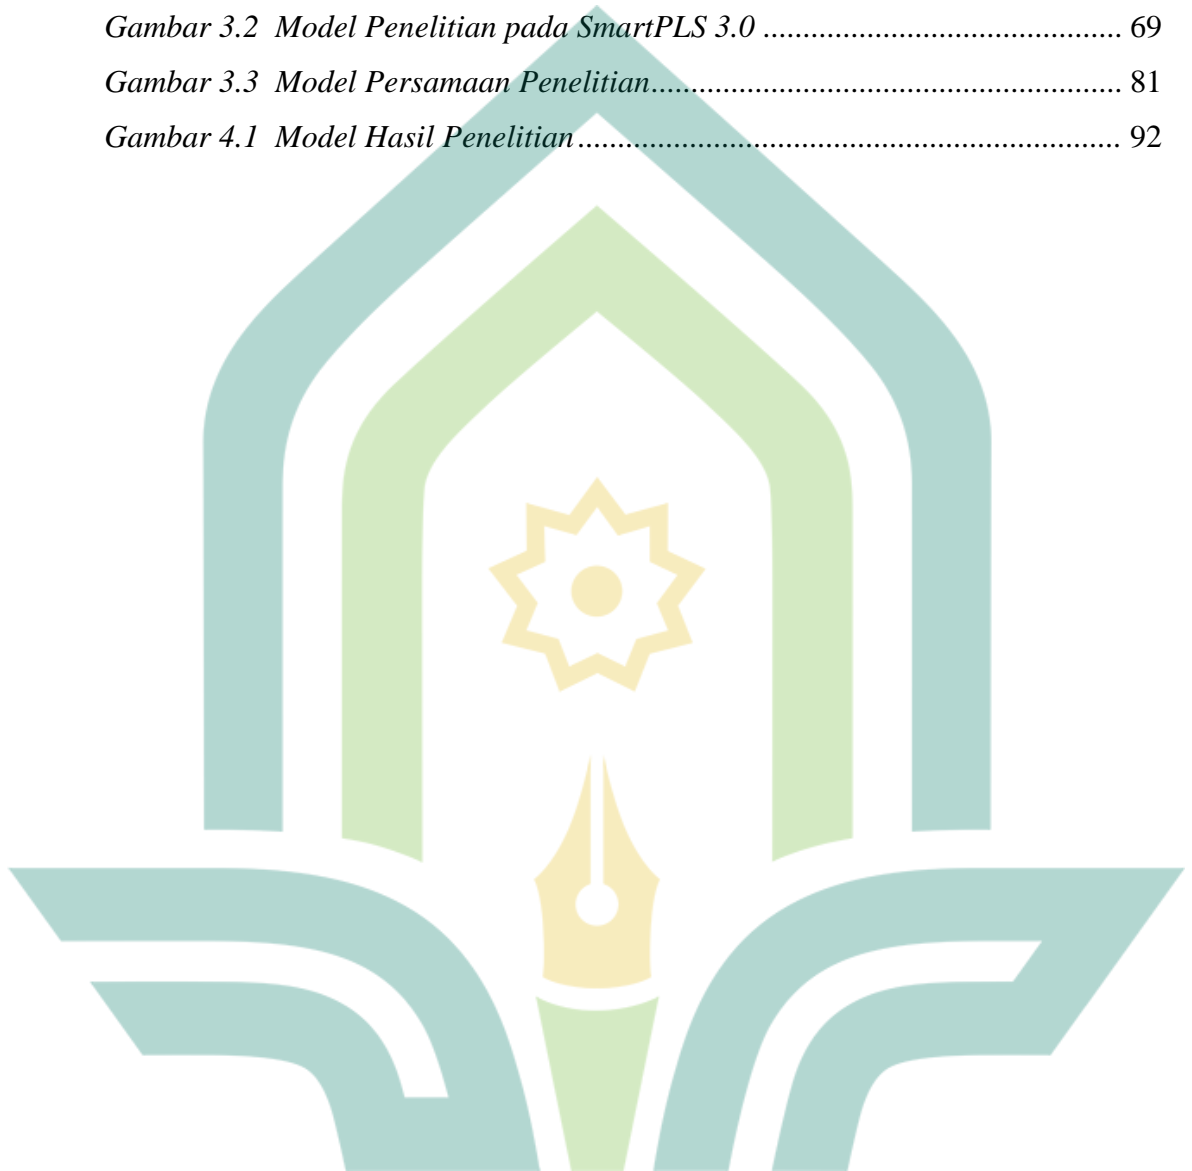 Gambar 3.2 Model Penelitian pada SmartPLS 3.0 ............................................. 69
Gambar 3.3 Model Persamaan Penelitian........................................................... 81
Gambar 4.1 Model Hasil Penelitian.................................................................... 92